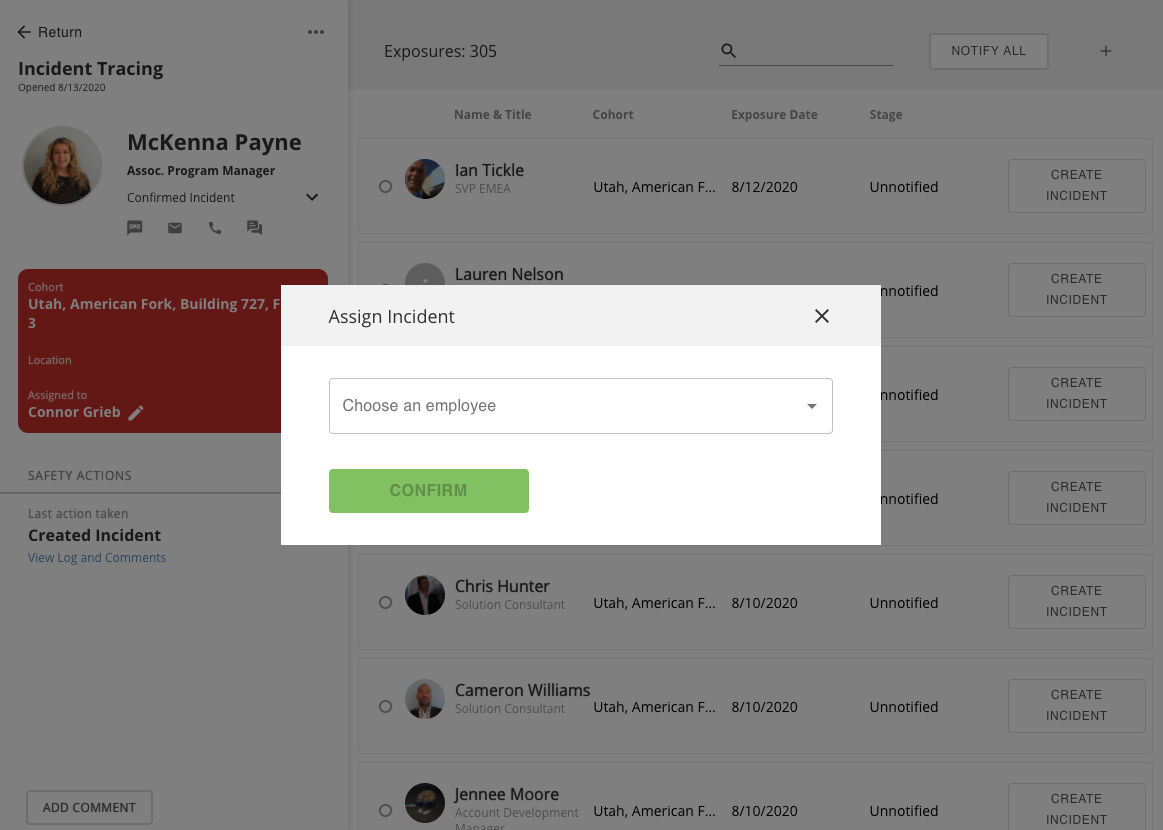 Return
Incident Tracing
Opened 8/13/2020
McKenna Payne
Assoc. Program Manager
Confirmed Incident
SMS
Cohort
Utah, American Fork, Building 727, F
3
Location
Assigned to
Connor Grieb
SAFETY ACTIONS
Last action taken
Created Incident
View Log and Comments
ADD COMMENT
Exposures: 305
NOTIFY ALL
+
Name & Title Cohort Exposure Date Stage
Ian Tickle
SVP EMEA
Utah, American F... 8/12/2020 Unnotified
CREATE
INCIDENT
Lauren Nelson
nnotified
CREATE
INCIDENT
Assign Incident
Choose an employee
CONFIRM
nnotified
CREATE
INCIDENT
nnotified
CREATE
INCIDENT
Chris Hunter
Solution Consultant
Utah, American F... 8/10/2020 Unnotified
CREATE
INCIDENT
Cameron Williams
Solution Consultant
Utah, American F... 8/10/2020 Unnotified
CREATE
INCIDENT
Jennee Moore
Account Development
Manager
Utah, American F... 8/10/2020 Unnotified
CREATE
INCIDENT